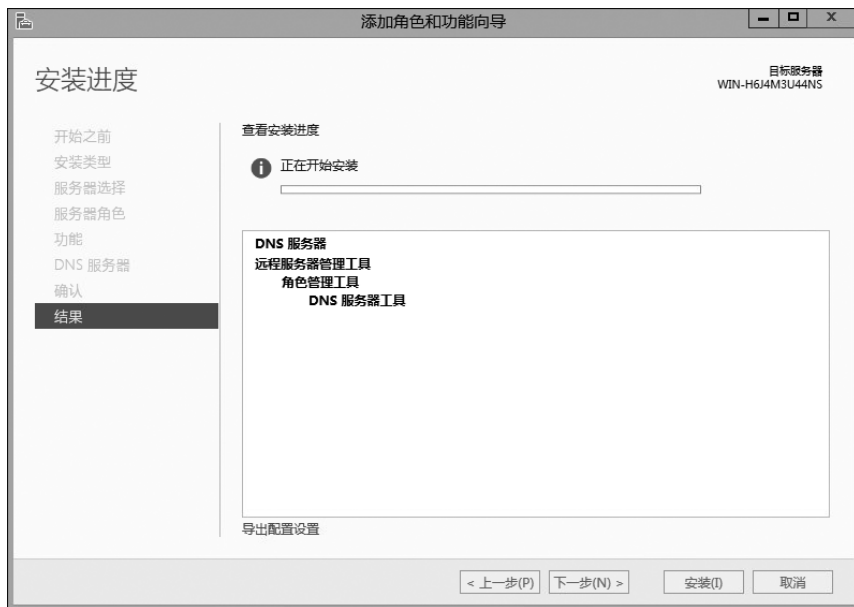 添加角色和功能向导
安装进度
目标服务器
WIN-H6J4M3U44NS
开始之前
安装类型
服务器选择
服务器角色
功能
DNS 服务器
确认
结果
查看安装进度
正在开始安装
DNS 服务器
远程服务器管理工具
角色管理工具
DNS 服务器工具
导出配置设置
< 上一步(P)
下一步(N) >
安装(I)
取消